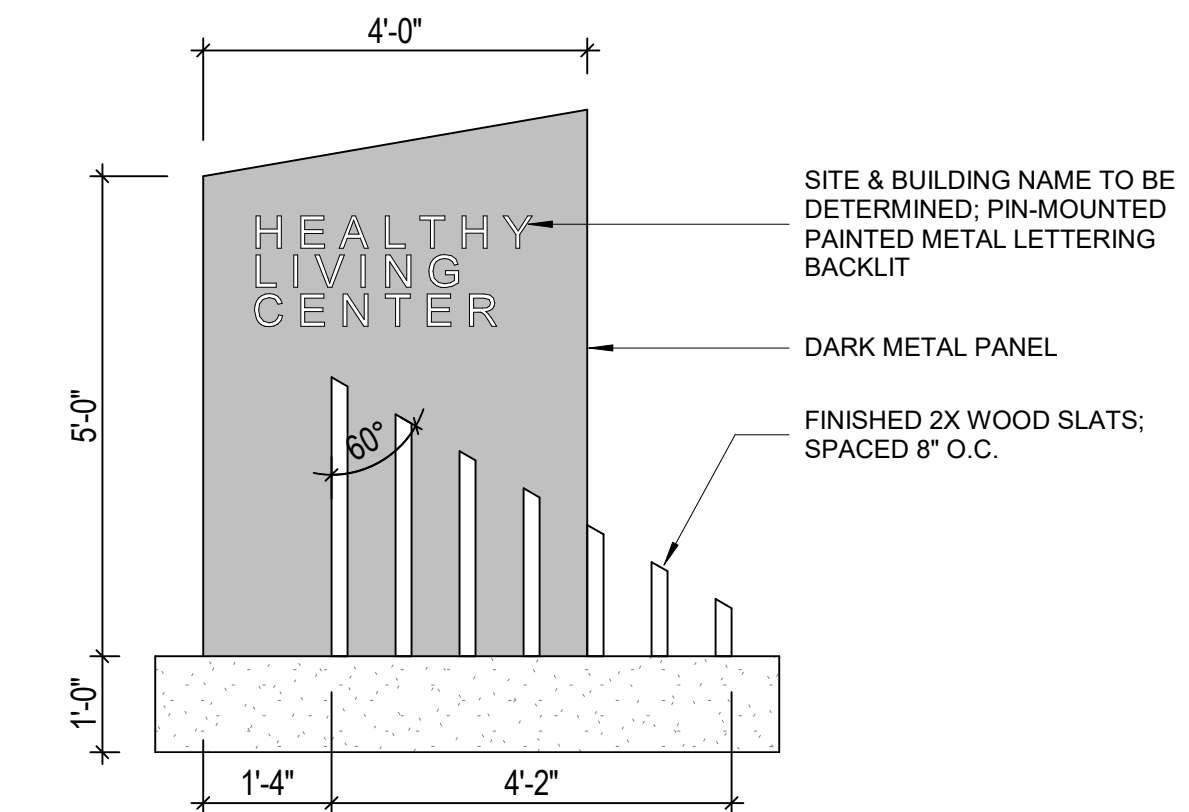 4'-0"
SITE & BUILDING NAME TO BE
DETERMINED; PIN-MOUNTED
PAINTED METAL LETTERING
BACKLIT
HEALTHY
LIVING
CENTER
DARK METAL PANEL
5'-0"
FINISHED 2X WOOD SLATS;
SPACED 8" O.C.
60°
1'-0"
1'-4"
4'-2"